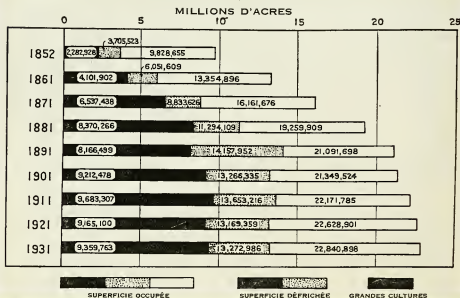 MILLIONS D'ACRES
0 5 10 15 20 25
3,705,523
1852 2,282,928 9,828,655
6,051,609
1861 4,101,902 13,354,896
1871 6,537,438 8,833,626 16,161,676
1881 8,370,266 11,294,109 19,259,909
1891 8,166,499 14,157,952 21,091,698
1901 9,212,478 13,266,335 21,349,524
1911 9,683,307 13,653,216 22,171,785
1921 9,165,100 13,169,359 22,628,901
1931 9,359,763 13,272,986 22,840,898
SUPERFICIE OCCUPÉE SUPERFICIE DÉFRICHÉE GRANDES CULTURES